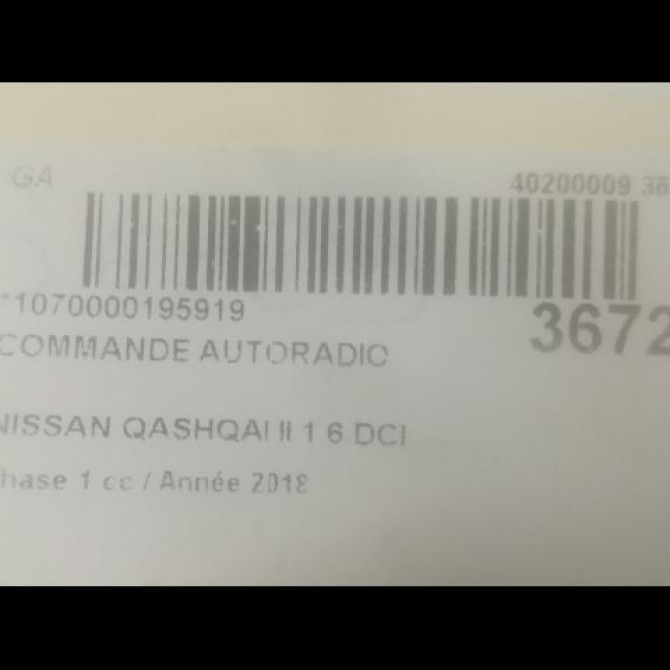 GA 40200009 36
*1070000195919
3672
COMMANDE AUTORADIO
NISSAN QASHQAI II 1 6 DCI
hase 1 cc / Année 2018